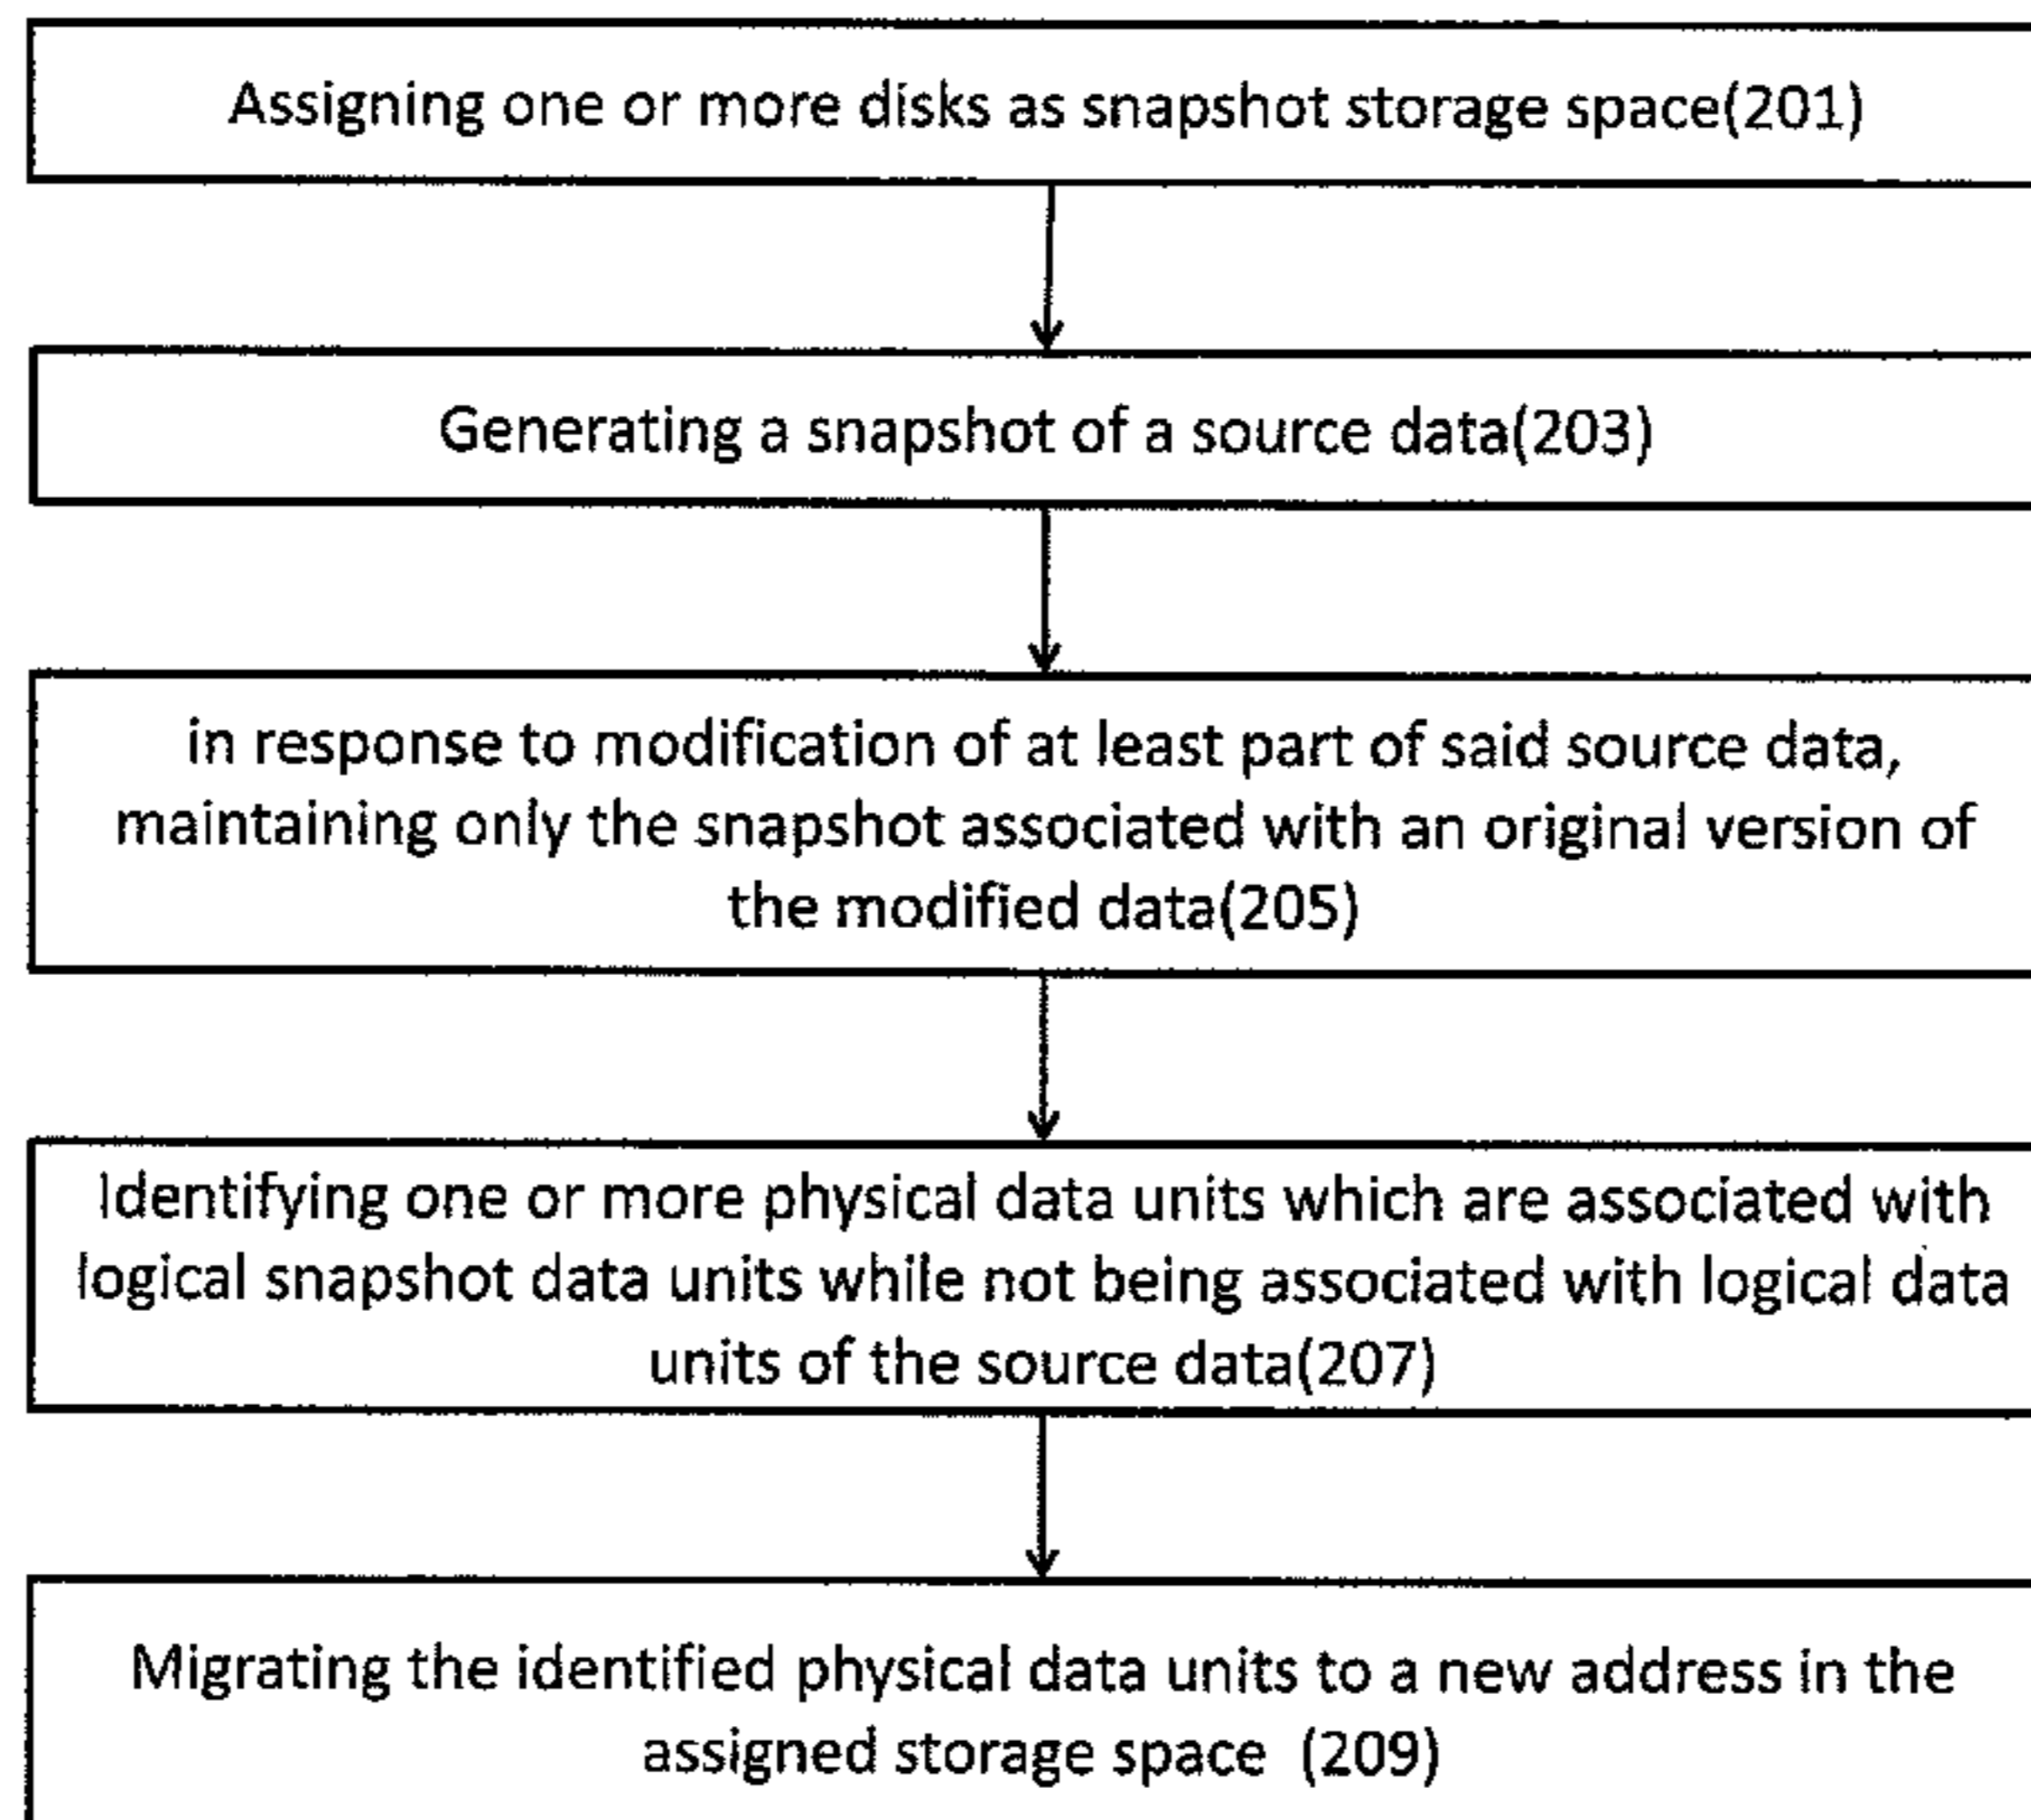 Assigning one or more disks as snapshot storage space(201)
Generating a snapshot of a source data(203)
in response to modification of at least part of said source data,
maintaining only the snapshot associated with an original version of
the modified data(205)
Identifying one or more physical data units which are associated with
logical snapshot data units while not being associated with logical data
units of the source data(207)
Migrating the identified physical data units to a new address in the
assigned storage space (209)